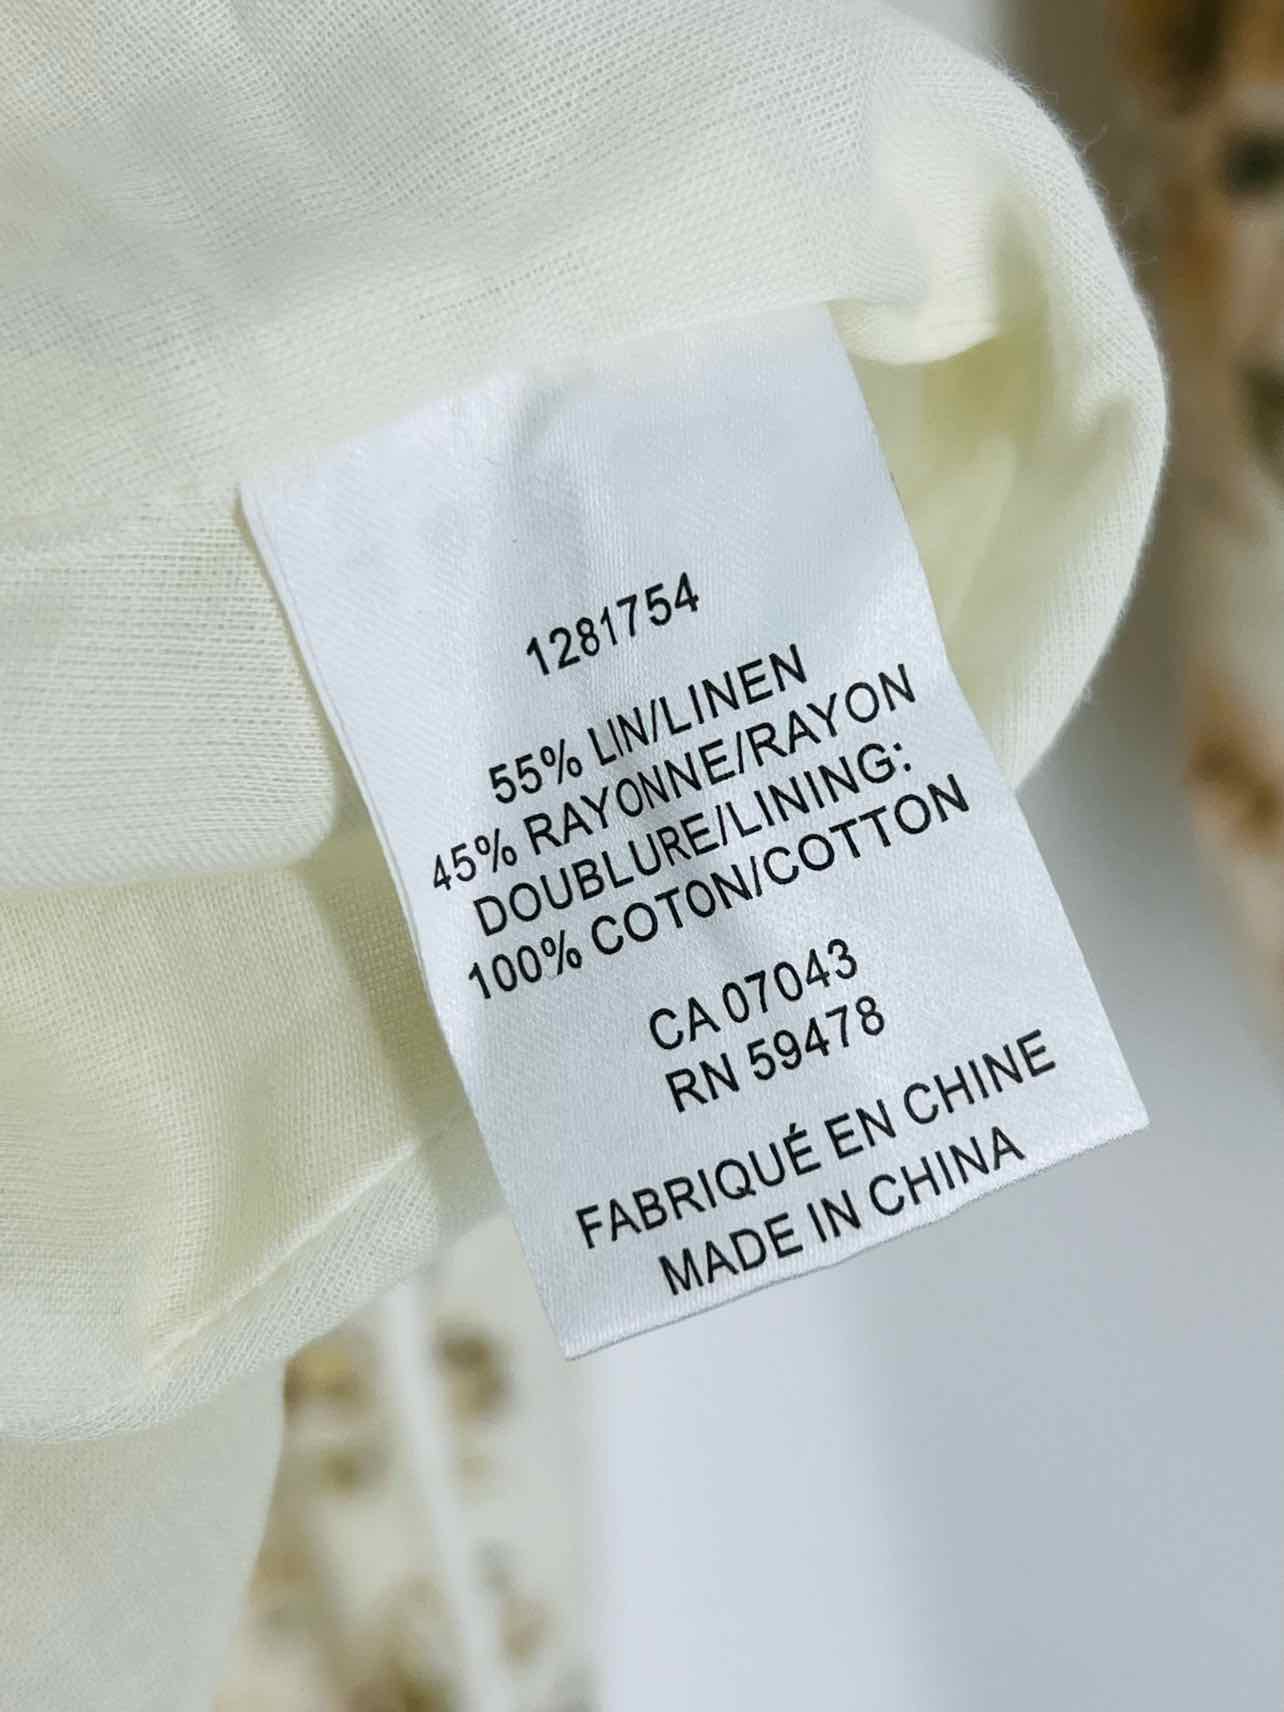 1281754
55% LIN/LINEN
45% RAYONNE/RAYON
DOUBLURE/LINING:
100% COTON/COTTON
CA 07043
RN 59478
FABRIQUÉ EN CHINE
MADE IN CHINA